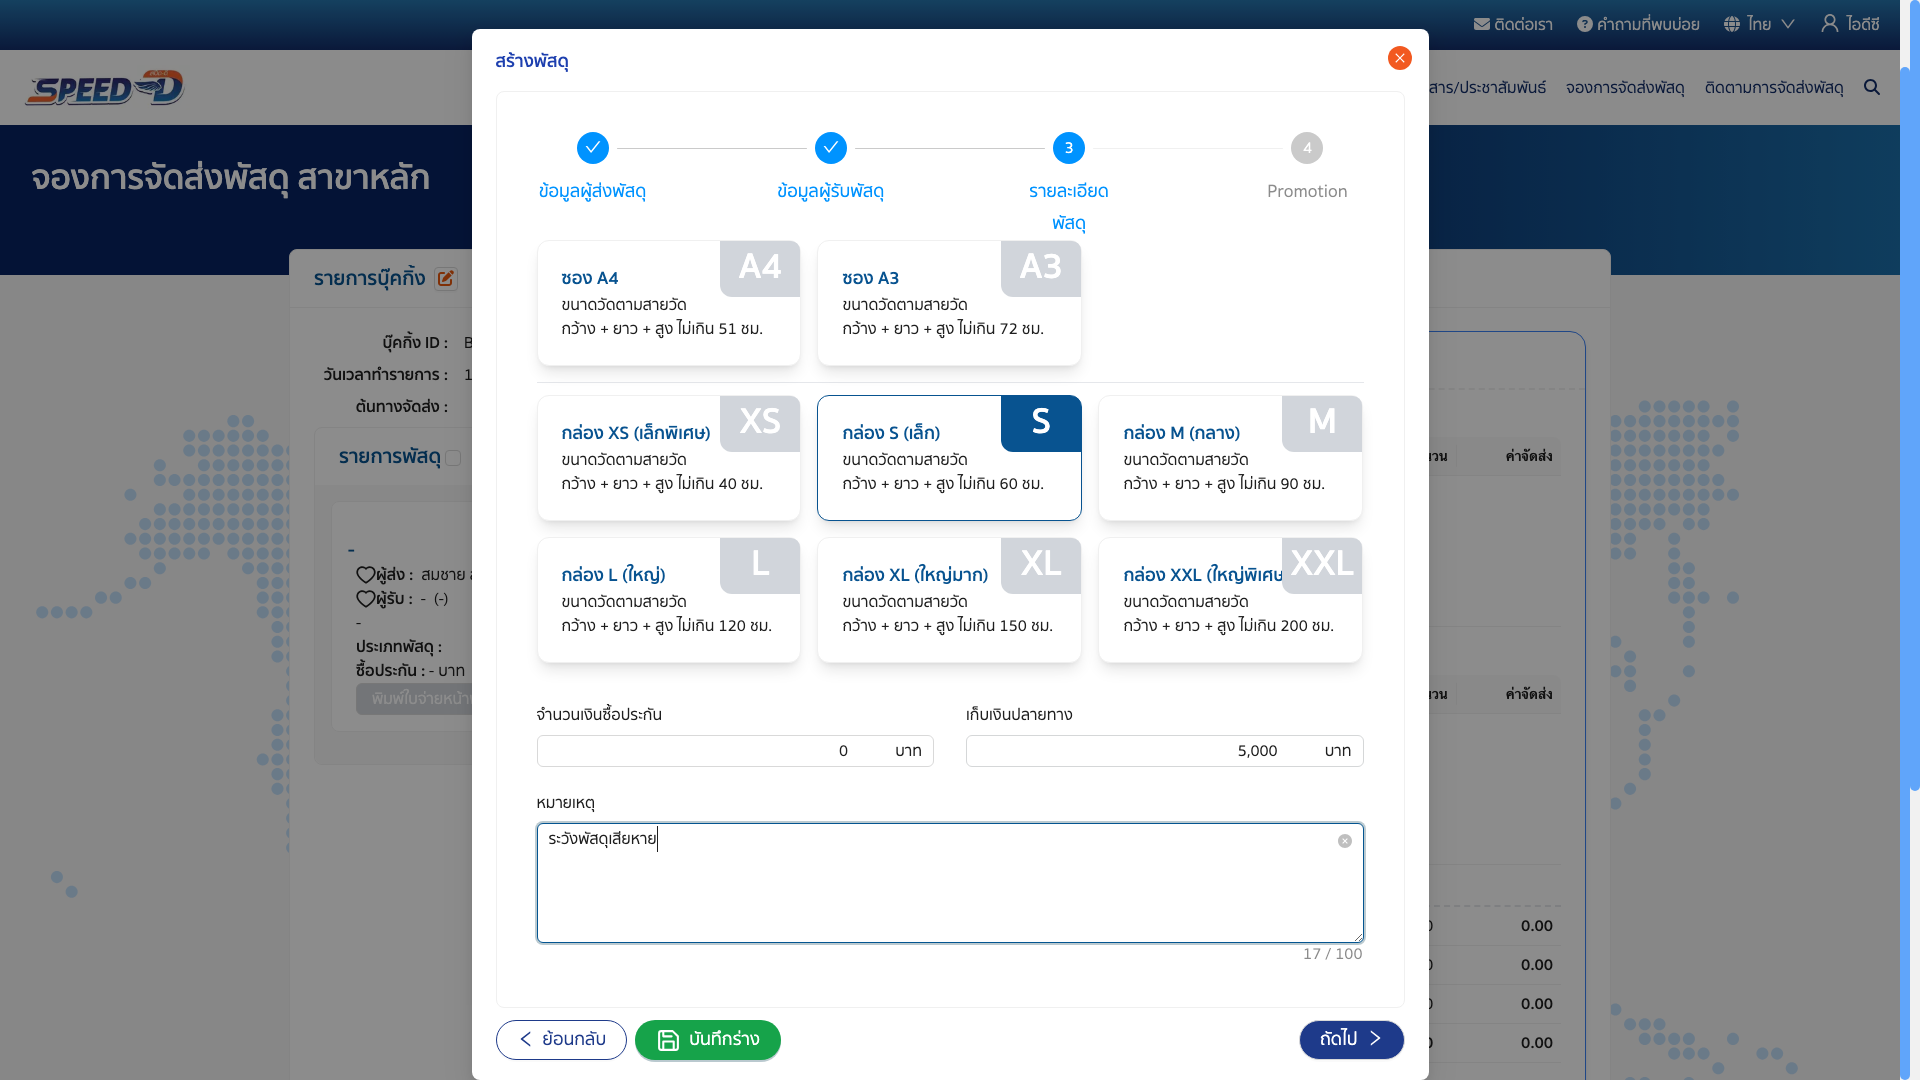 ติดต่อเรา
คำถามที่พบบ่อย
ไทย
ไอดีซี
SPEED-D
สาร/ประชาสัมพันธ์
จองการจัดส่งพัสดุ
ติดตามการจัดส่งพัสดุ
จองการจัดส่งพัสดุ สาขาหลัก
สร้างพัสดุ
ข้อมูลผู้ส่งพัสดุ
ข้อมูลผู้รับพัสดุ
3
รายละเอียด
พัสดุ
4
Promotion
ซอง A4
A4
ขนาดวัดตามสายวัด
กว้าง + ยาว + สูง ไม่เกิน 51 ซม.
ซอง A3
A3
ขนาดวัดตามสายวัด
กว้าง + ยาว + สูง ไม่เกิน 72 ซม.
กล่อง XS (เล็กพิเศษ)
XS
ขนาดวัดตามสายวัด
กว้าง + ยาว + สูง ไม่เกิน 40 ซม.
กล่อง S (เล็ก)
S
ขนาดวัดตามสายวัด
กว้าง + ยาว + สูง ไม่เกิน 60 ซม.
กล่อง M (กลาง)
M
ขนาดวัดตามสายวัด
กว้าง + ยาว + สูง ไม่เกิน 90 ซม.
กล่อง L (ใหญ่)
L
ขนาดวัดตามสายวัด
กว้าง + ยาว + สูง ไม่เกิน 120 ซม.
กล่อง XL (ใหญ่มาก)
XL
ขนาดวัดตามสายวัด
กว้าง + ยาว + สูง ไม่เกิน 150 ซม.
กล่อง XXL (ใหญ่พิเศษ
XXL
ขนาดวัดตามสายวัด
กว้าง + ยาว + สูง ไม่เกิน 200 ซม.
จำนวนเงินซื้อประกัน
0 บาท
เก็บเงินปลายทาง
5,000 บาท
หมายเหตุ
ระวังพัสดุเสียหาย
17 / 100
ย้อนกลับ
บันทึกร่าง
ถัดไป
รายการบุ๊คกิ้ง
บุ๊คกิ้ง ID : B
วันเวลาทำรายการ : 1
ต้นทางจัดส่ง :
รายการพัสดุ
-
ผู้ส่ง : สมชาย
ผู้รับ : - (-)
-
ประเภทพัสดุ :
ซื้อประกัน : - บาท
พิมพ์ใบจ่ายหน้า
ค่าจัดส่ง
ค่าจัดส่ง
0.00
0.00
0.00
0.00